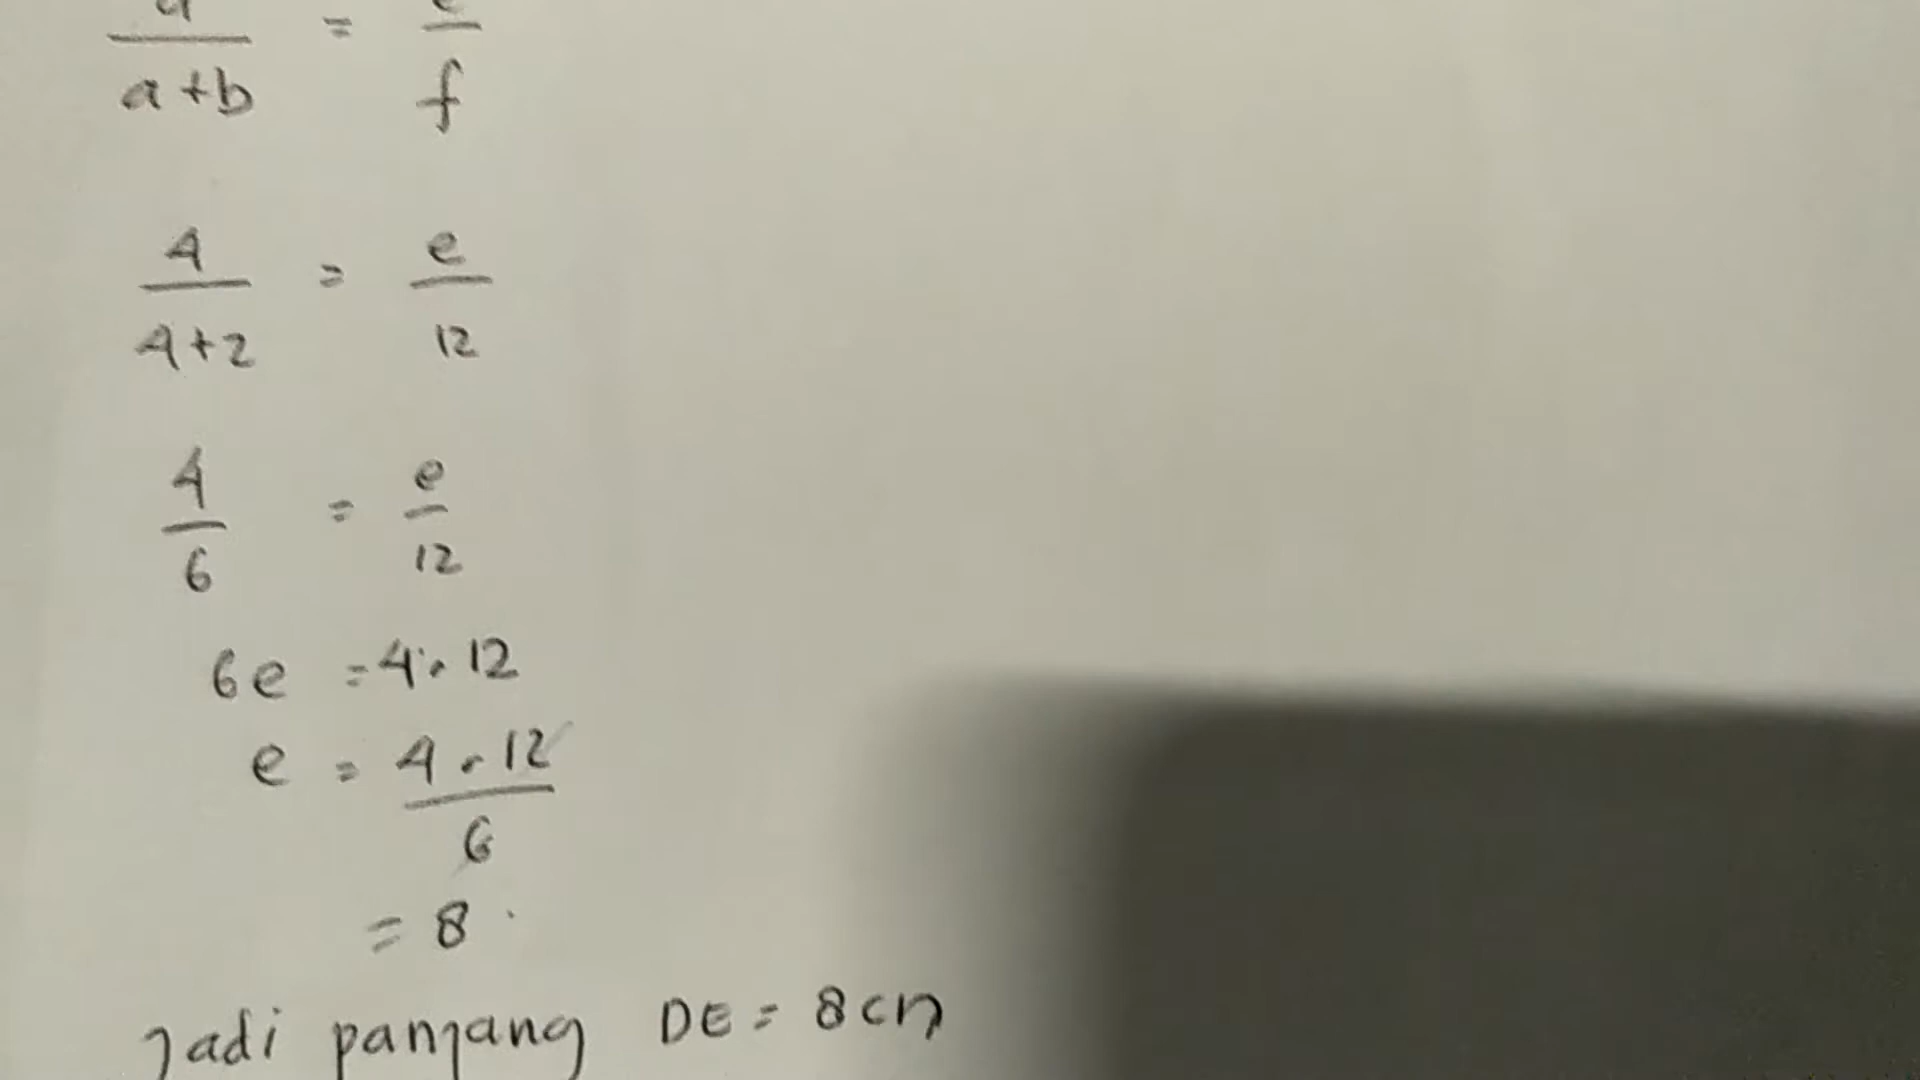 a/(a+b) = e/f
4/(4+2) = e/12
4/6 = e/12
6e = 4 . 12
e = (4 . 12)/6
= 8
Jadi panjang DE = 8 cm